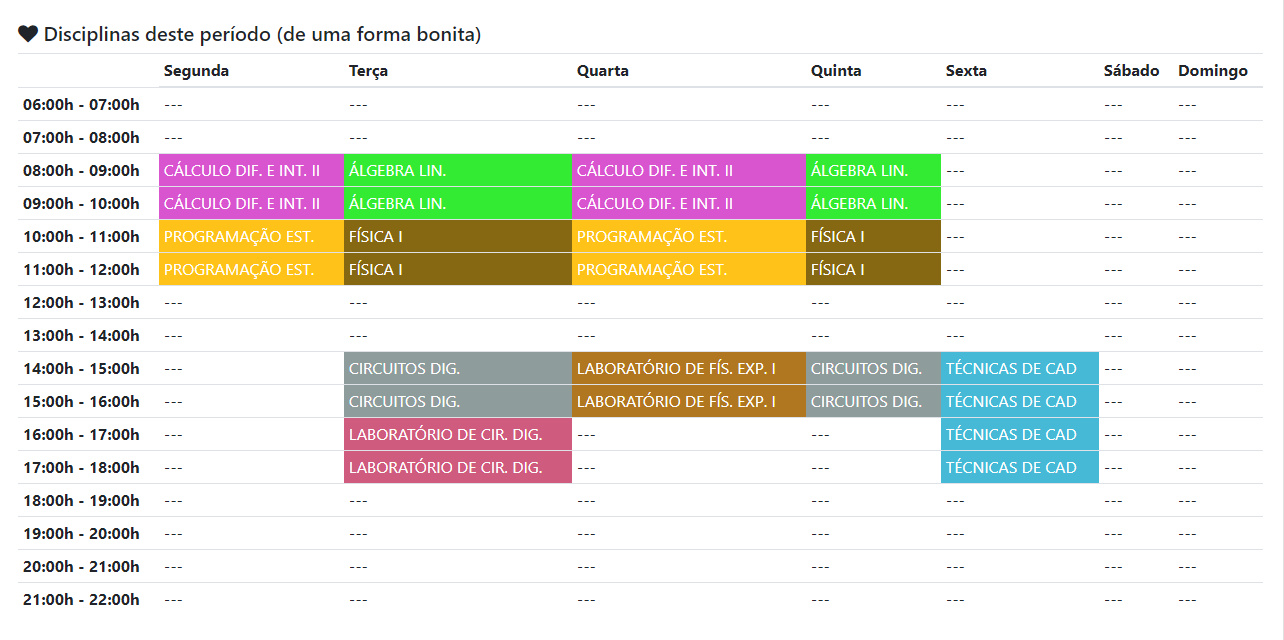 Disciplinas deste período (de uma forma bonita)
Segunda Terça Quarta Quinta Sexta Sábado Domingo
06:00h - 07:00h --- --- --- --- --- --- ---
07:00h - 08:00h --- --- --- --- --- --- ---
08:00h - 09:00h CÁLCULO DIF. E INT. II ÁLGEBRA LIN. CÁLCULO DIF. E INT. II ÁLGEBRA LIN. --- --- ---
09:00h - 10:00h CÁLCULO DIF. E INT. II ÁLGEBRA LIN. CÁLCULO DIF. E INT. II ÁLGEBRA LIN. --- --- ---
10:00h - 11:00h PROGRAMAÇÃO EST. FÍSICA I PROGRAMAÇÃO EST. FÍSICA I --- --- ---
11:00h - 12:00h PROGRAMAÇÃO EST. FÍSICA I PROGRAMAÇÃO EST. FÍSICA I --- --- ---
12:00h - 13:00h --- --- --- --- --- --- ---
13:00h - 14:00h --- --- --- --- --- --- ---
14:00h - 15:00h --- CIRCUITOS DIG. LABORATÓRIO DE FÍS. EXP. I CIRCUITOS DIG. TÉCNICAS DE CAD --- ---
15:00h - 16:00h --- CIRCUITOS DIG. LABORATÓRIO DE FÍS. EXP. I CIRCUITOS DIG. TÉCNICAS DE CAD --- ---
16:00h - 17:00h --- LABORATÓRIO DE CIR. DIG. --- --- TÉCNICAS DE CAD --- ---
17:00h - 18:00h --- LABORATÓRIO DE CIR. DIG. --- --- TÉCNICAS DE CAD --- ---
18:00h - 19:00h --- --- --- --- --- --- ---
19:00h - 20:00h --- --- --- --- --- --- ---
20:00h - 21:00h --- --- --- --- --- --- ---
21:00h - 22:00h --- --- --- --- --- --- ---